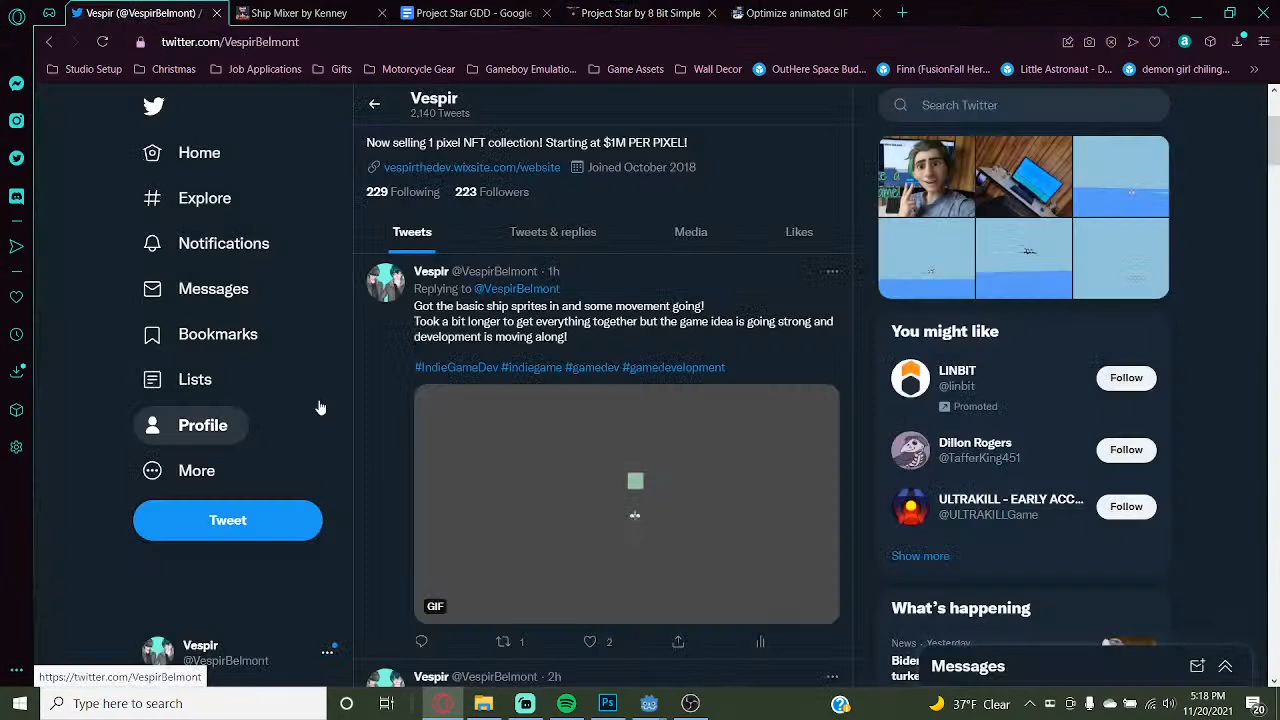 Vespir (@VespirBelmont) /
Ship Mixer by Kenney
Project Star GDD - Google
Project Star by 8 Bit Simple
Optimize animated GIF
twitter.com/VespirBelmont
Studio Setup
Christmas
Job Applications
Gifts
Motorcycle Gear
Gameboy Emulatio...
Game Assets
Wall Decor
OutHere Space Bud...
Finn (FusionFall Her...
Little Astronaut - D...
demon girl chiling...
Home
Explore
Notifications
Messages
Bookmarks
Lists
Profile
More
Tweet
Vespir
@VespirBelmont
https://twitter.com/VespirBelmont
Vespir
2,140 Tweets
Now selling 1 pixel NFT collection! Starting at $1M PER PIXEL!
vespirthedev.wixsite.com/website Joined October 2018
229 Following 223 Followers
Tweets Tweets & replies Media Likes
Vespir @VespirBelmont · 1h
Replying to @VespirBelmont
Got the basic ship sprites in and some movement going!
Took a bit longer to get everything together but the game idea is going strong and
development is moving along!
#IndieGameDev #indiegame #gamedev #gamedevelopment
GIF
1 2
Vespir @VespirBelmont · 2h
Search Twitter
You might like
LINBIT
@linbit
Promoted
Follow
Dillon Rogers
@TafferKing451
Follow
ULTRAKILL - EARLY ACC...
@ULTRAKILLGame
Follow
Show more
What's happening
News · Yesterday
Biden
turke
Messages
Type here to search
Ps
37°F Clear
5:18 PM
11/20/2021
20